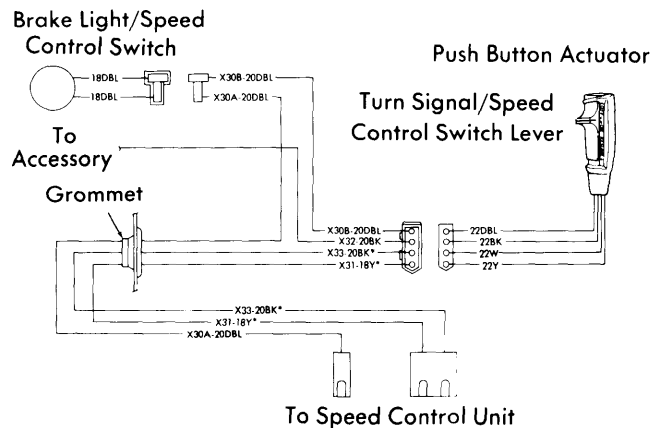 Brake Light/Speed
Control Switch
Push Button Actuator
18DBL
X30B-20DBL
18DBL
X30A-20DBL
Turn Signal/Speed
Control Switch Lever
To
Accessory
Grommet
X30B-20DBL
22DBL
X32-20BK
22BK
X33-20BK*
22W
X31-18Y*
22Y
X33-20BK*
X31-18Y*
X30A-20DBL
To Speed Control Unit